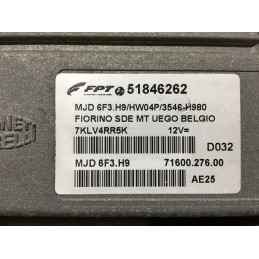 FPT 51846262
MJD 6F3.H9/HW04P/3546-H980
FIORINO SDE MT UEGO BELGIO
7KLV4RR5K 12V=
D032
MJD 6F3.H9 71600.276.00
AE25